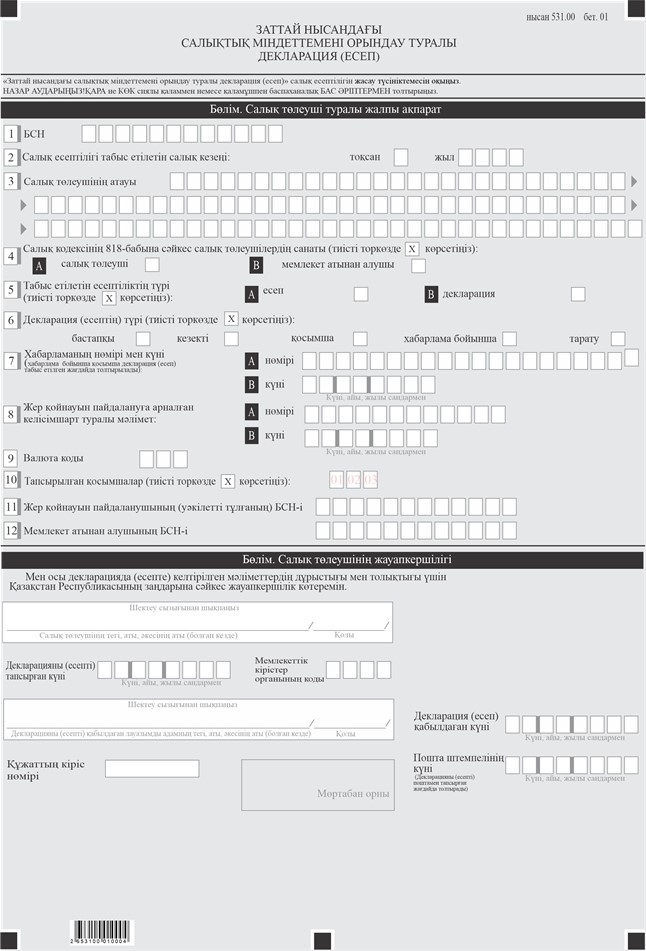 нысан 531.00 бет. 01
ЗАТТАЙ НЫСАНДАҒЫ
САЛЫҚТЫҚ МІНДЕТТЕМЕНІ ОРЫНДАУ ТУРАЛЫ
ДЕКЛАРАЦИЯ (ЕСЕП)
«Заттай нысандағы салықтық міндеттемені орындау туралы декларация (есеп)» салық есептілігін жасау түсініктемесін оқыңыз.
НАЗАР АУДАРЫҢЫЗ!ҚАРА не КӨК сиялы қаламмен немесе қаламұшпен баспаханалық БАС ӘРІПТЕРМЕН толтырыңыз.
Бөлім. Салық төлеуші туралы жалпы ақпарат
1 БСН
2 Салық есептілігі табыс етілетін салық кезеңі: тоқсан жыл
3 Салық төлеушінің атауы
4 Салық кодексінің 818-бабына сәйкес салық төлеушілердің санаты (тиісті торкөзде X көрсетіңіз):
A салық төлеуші B мемлекет атынан алушы
5 Табыс етілетін есептіліктің түрі
(тиісті торкөзде X көрсетіңіз): A есеп B декларация
6 Декларация (есептің) түрі (тиісті торкөзде X көрсетіңіз):
бастапқы кезекті қосымша хабарлама бойынша тарату
7 Хабарламаның нөмірі мен күні A нөмірі
(хабарлама бойынша қосымша декларация (есеп)
табыс етілген жағдайда толтырылады):
B күні
Күні, айы, жылы сандармен
8 Жер қойнауын пайдалануға арналған
келісімшарт туралы мәлімет: A нөмірі
B күні
Күні, айы, жылы сандармен
9 Валюта коды
10 Тапсырылған қосымшалар (тиісті торкөзде X көрсетіңіз): 01 02 03
11 Жер қойнауын пайдаланушының (уәкілетті тұлғаның) БСН-і
12 Мемлекет атынан алушының БСН-і
Бөлім. Салық төлеушінің жауапкершілігі
Мен осы декларацияда (есепте) келтірілген мәліметтердің дұрыстығы мен толықтығы үшін
Қазақстан Республикасының заңдарына сәйкес жауапкершілік көтеремін.
Шектеу сызығынан шықпаңыз
/ /
Салық төлеушінің тегі, аты, әкесінің аты (болған кезде) Қолы
Декларацияны (есепті)
тапсырған күні
Күні, айы, жылы сандармен
Мемлекеттік
кірістер
органының коды
Шектеу сызығынан шықпаңыз
/ /
Декларацияны (есепті) қабылдаған лауазымды адамның тегі, аты, әкесінің аты (болған кезде) Қолы
Декларация (есеп)
қабылдаған күні
Күні, айы, жылы сандармен
Құжаттың кіріс
нөмірі
Мөртабан орны
Пошта штемпелінің
күні
(Декларацияны (есепті)
поштамен тапсырған
жағдайда толтырады)
Күні, айы, жылы сандармен
2 653100 010004